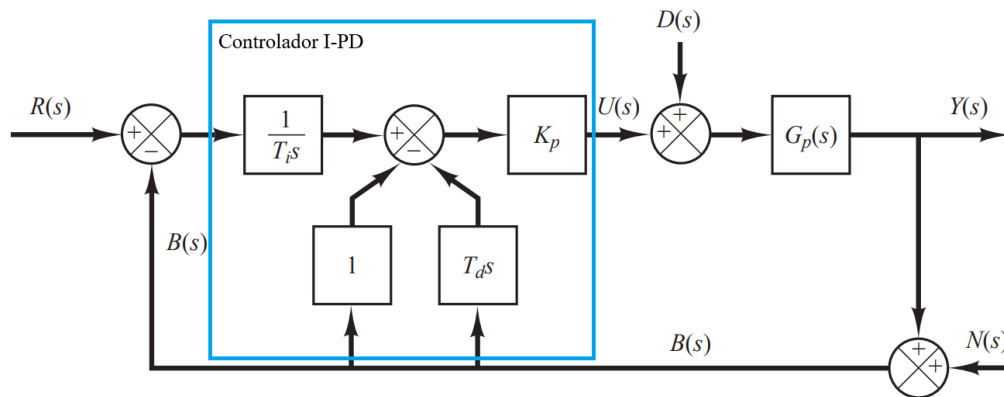 Controlador I-PD
D(s)
R(s)
+
−
1
T_i s
+
−
K_p
U(s)
+
+
G_p(s)
Y(s)
B(s)
1
T_d s
B(s)
+
+
N(s)